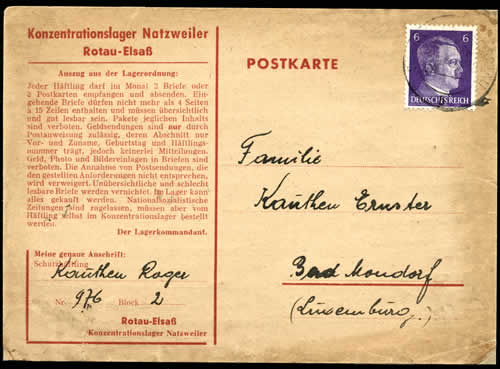 Konzentrationslager Natzweiler
Rotau-Elsaß
Auszug aus der Lagerordnung:
Jeder Häftling darf im Monat 2 Briefe oder
2 Postkarten empfangen und absenden. Ein-
gehende Briefe dürfen nicht mehr als 4 Seiten
à 15 Zeilen enthalten und müssen übersichtlich
und gut lesbar sein. Pakete jeglichen Inhalts
sind verboten. Geldsendungen sind nur durch
Postanweisung zulässig, deren Abschnitt nur
Vor- und Zuname, Geburtstag und Häftlings-
nummer trägt, jedoch keinerlei Mitteilungen.
Geld, Photo und Bildereinlagen in Briefen sind
verboten. Die Annahme von Postsendungen, die
den gestellten Anforderungen nicht entsprechen,
wird verweigert. Unübersichtliche und schlecht
lesbare Briefe werden vernichtet. Im Lager kann
alles gekauft werden. Nationalsozialistische
Zeitungen sind zugelassen, müssen aber vom
Häftling selbst im Konzentrationslager bestellt
werden.
Der Lagerkommandant.
Meine genaue Anschrift:
Schutzhäftling
Kauthen Roger
Nr. 976 Block 2
Rotau-Elsaß
Konzentrationslager Natzweiler
POSTKARTE
6 6
DEUTSCHES REICH
Familie
Kauthen Ernster
Bad Mondorf
(Luxemburg.)